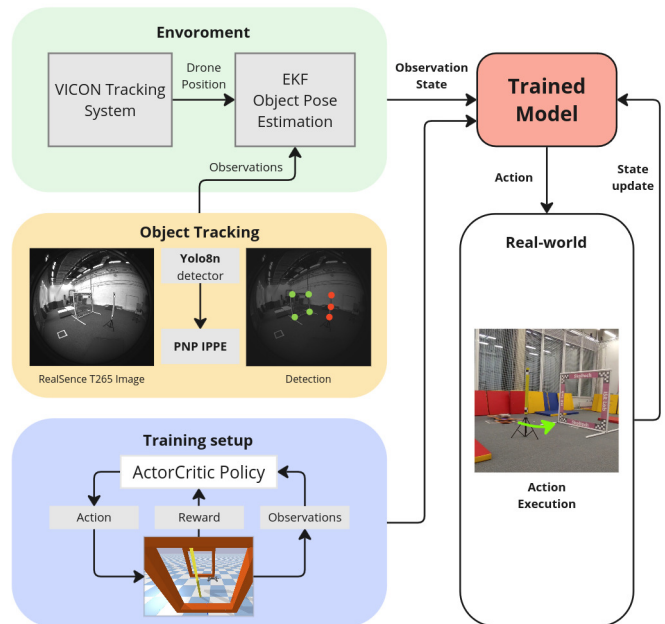 Envoroment
VICON Tracking
System
Drone
Position
EKF
Object Pose
Estimation
Observations
Observation
State
Trained
Model
Action
State
update
Object Tracking
Yolo8n
detector
PNP IPPE
RealSence T265 Image
Detection
Real-world
Action
Execution
Training setup
ActorCritic Policy
Action
Reward
Observations